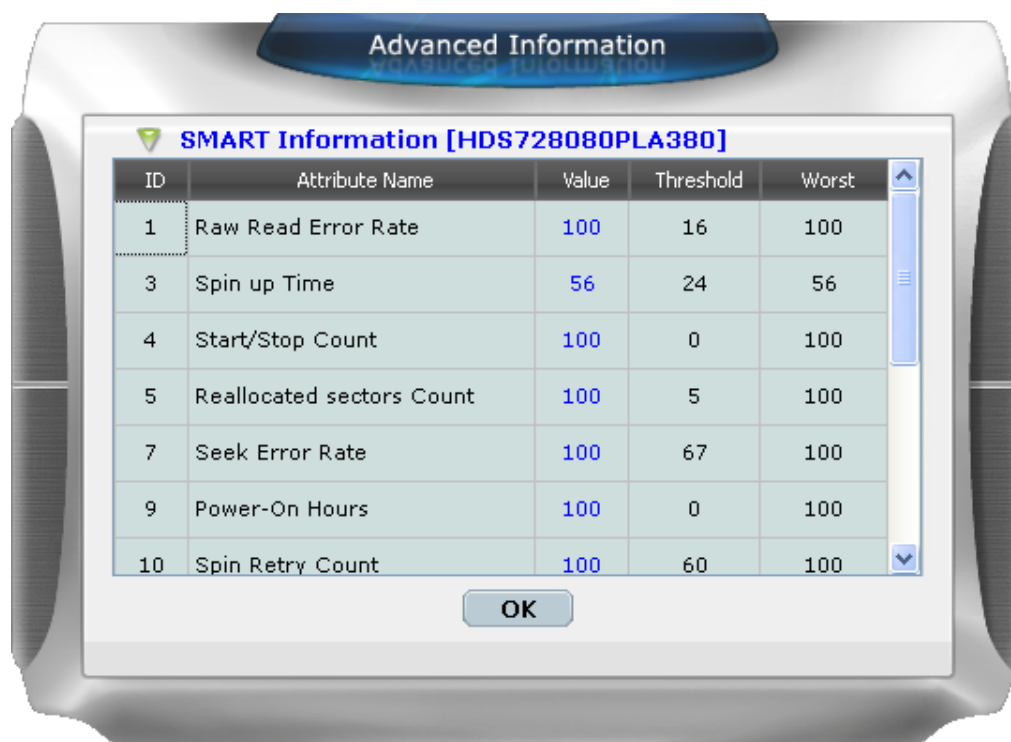 Advanced Information
SMART Information [HDS728080PLA380]
ID Attribute Name Value Threshold Worst
1 Raw Read Error Rate 100 16 100
3 Spin up Time 56 24 56
4 Start/Stop Count 100 0 100
5 Reallocated sectors Count 100 5 100
7 Seek Error Rate 100 67 100
9 Power-On Hours 100 0 100
10 Spin Retry Count 100 60 100
OK